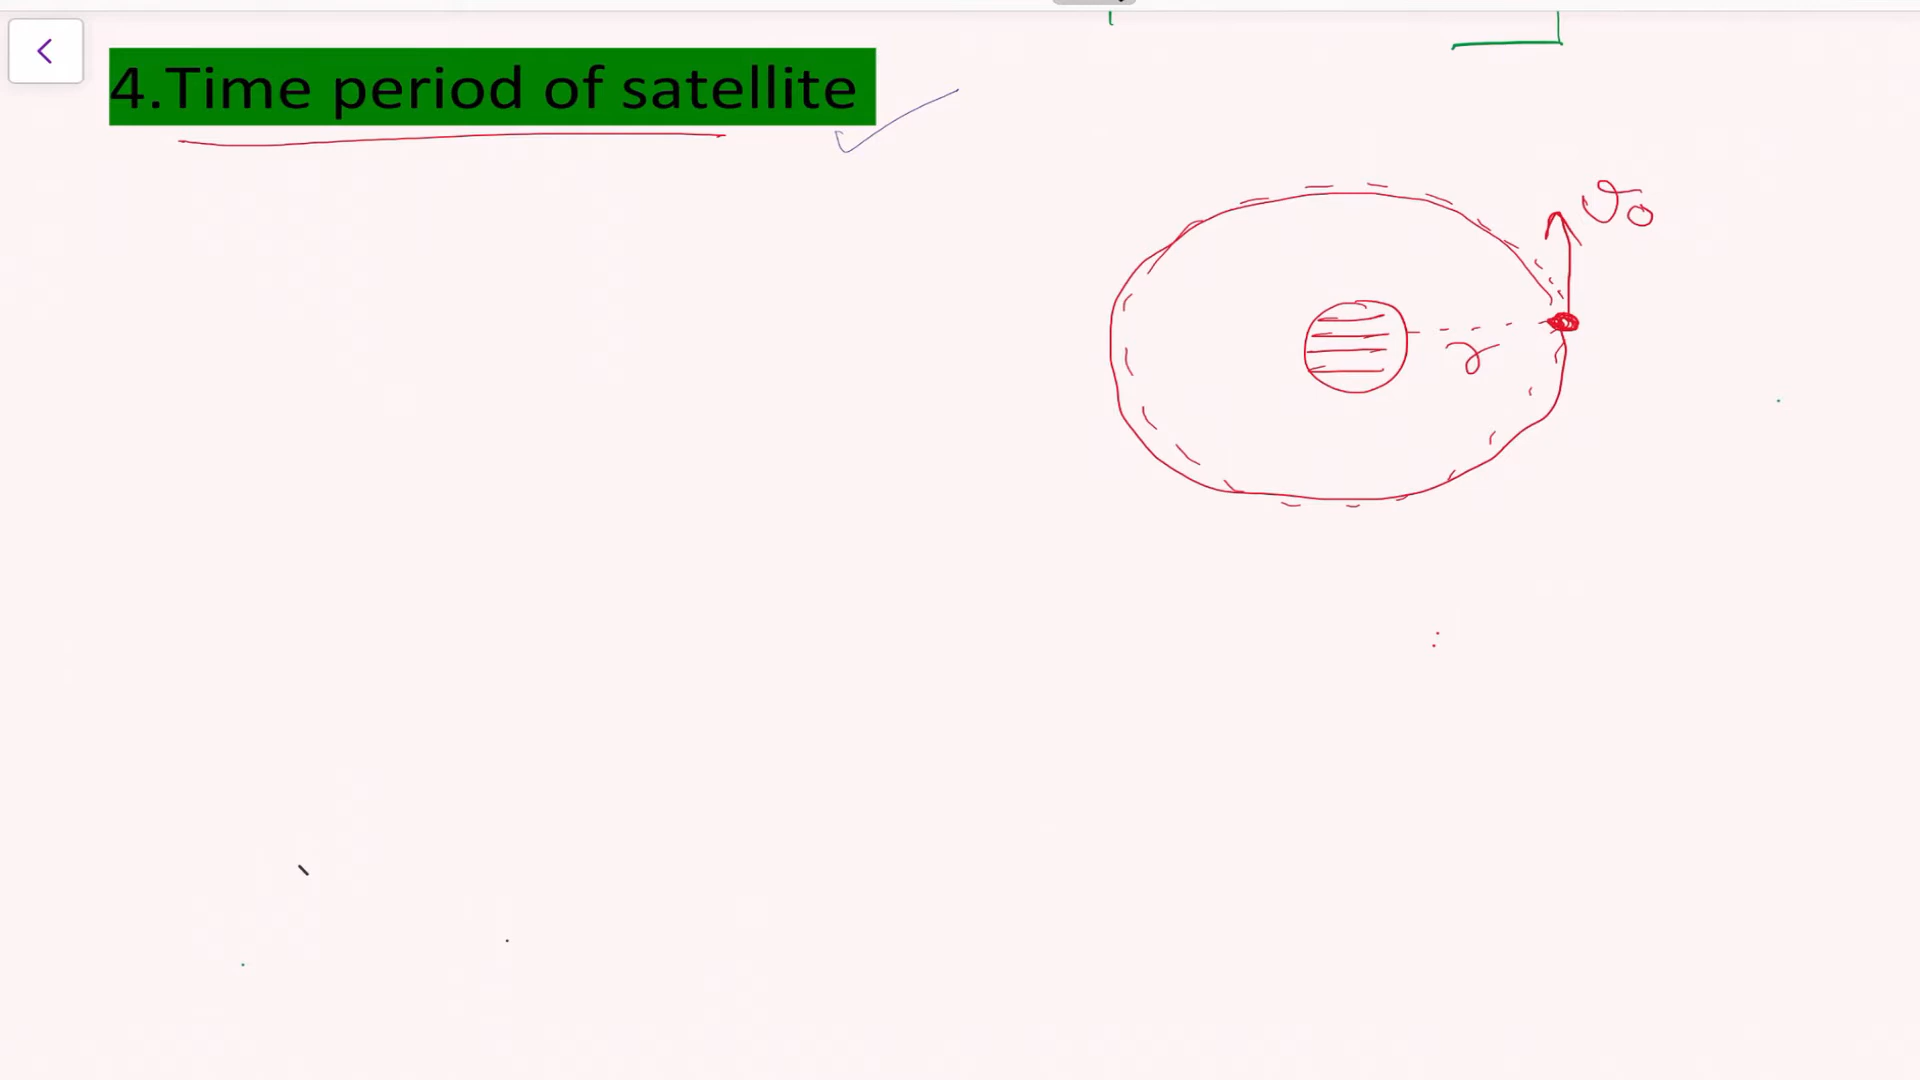 4.Time period of satellite
v₀
r